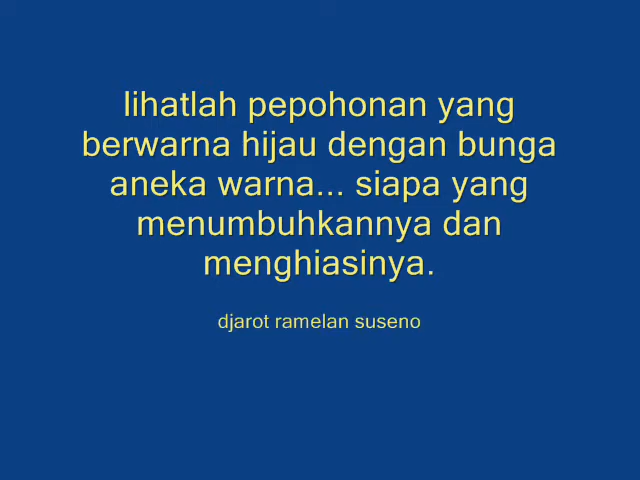 lihatlah pepohonan yang
berwarna hijau dengan bunga
aneka warna... siapa yang
menumbuhkannya dan
menghiasinya.
djarot ramelan suseno